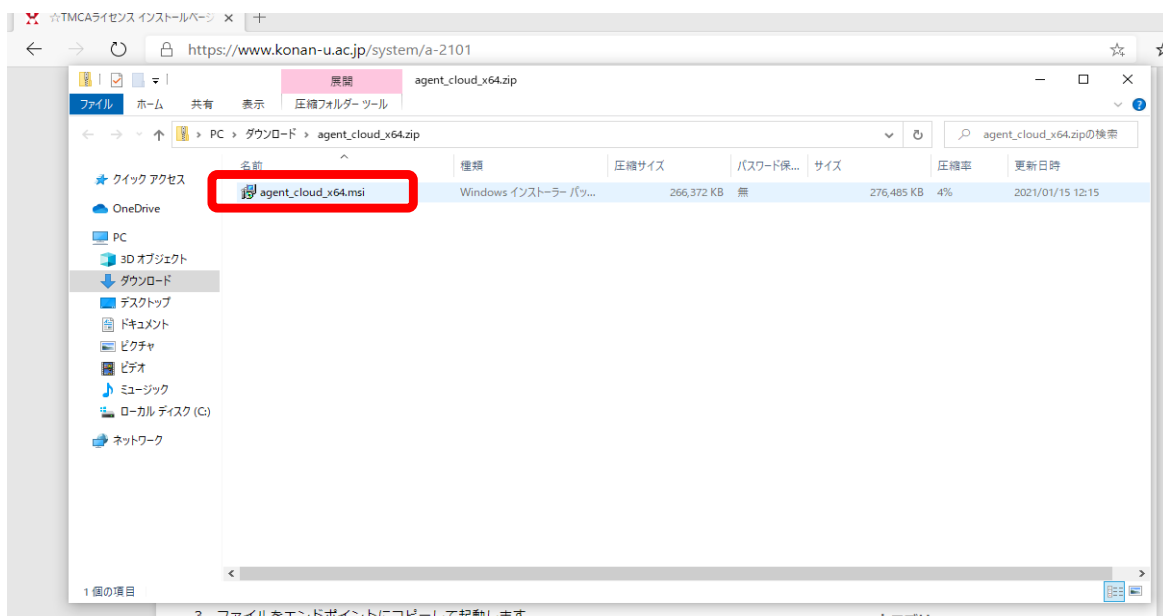 ☆TMCAライセンス インストールページ
https://www.konan-u.ac.jp/system/a-2101
展開
agent_cloud_x64.zip
ファイル ホーム 共有 表示 圧縮フォルダー ツール
PC › ダウンロード › agent_cloud_x64.zip
agent_cloud_x64.zipの検索
名前 種類 圧縮サイズ パスワード保... サイズ 圧縮率 更新日時
クイック アクセス
agent_cloud_x64.msi Windows インストーラー パッ... 266,372 KB 無 276,485 KB 4% 2021/01/15 12:15
OneDrive
PC
3D オブジェクト
ダウンロード
デスクトップ
ドキュメント
ピクチャ
ビデオ
ミュージック
ローカル ディスク (C:)
ネットワーク
1 個の項目
3. ファイルをエンドポイントにコピーして起動します